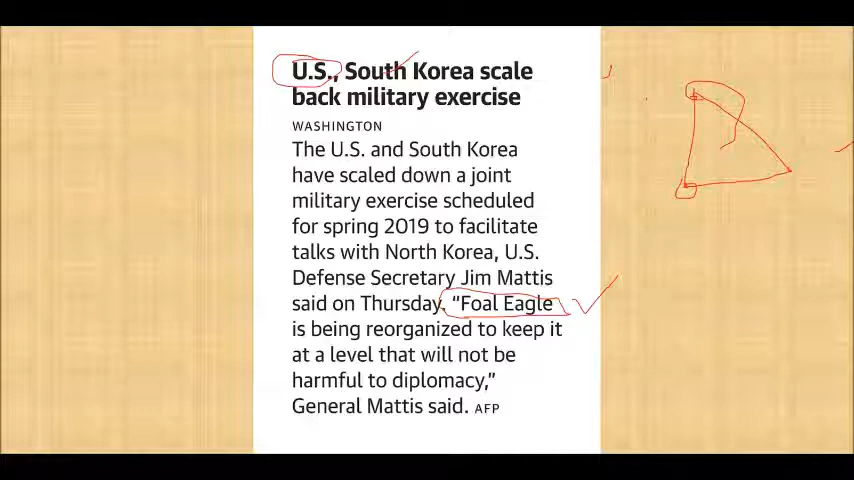 U.S., South Korea scale
back military exercise
WASHINGTON
The U.S. and South Korea
have scaled down a joint
military exercise scheduled
for spring 2019 to facilitate
talks with North Korea, U.S.
Defense Secretary Jim Mattis
said on Thursday. “Foal Eagle
is being reorganized to keep it
at a level that will not be
harmful to diplomacy,”
General Mattis said. AFP